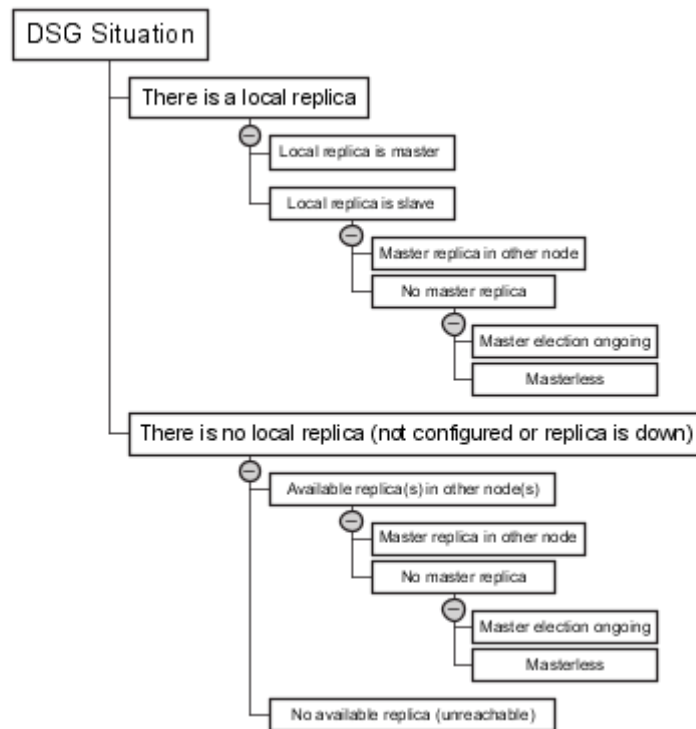 DSG Situation
There is a local replica
Local replica is master
Local replica is slave
Master replica in other node
No master replica
Master election ongoing
Masterless
There is no local replica (not configured or replica is down)
Available replica(s) in other node(s)
Master replica in other node
No master replica
Master election ongoing
Masterless
No available replica (unreachable)